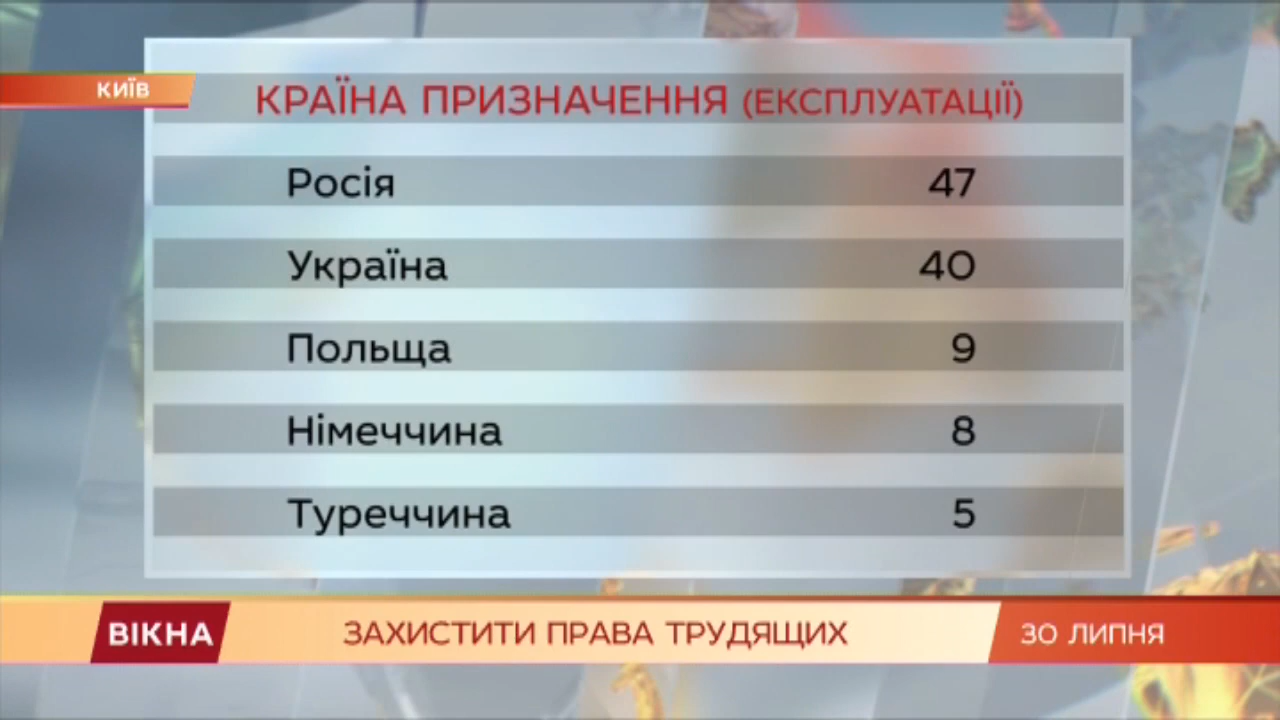 КИЇВ
КРАЇНА ПРИЗНАЧЕННЯ (ЕКСПЛУАТАЦІЇ)
Росія 47
Україна 40
Польща 9
Німеччина 8
Туреччина 5
ВІКНА ЗАХИСТИТИ ПРАВА ТРУДЯЩИХ 30 ЛИПНЯ